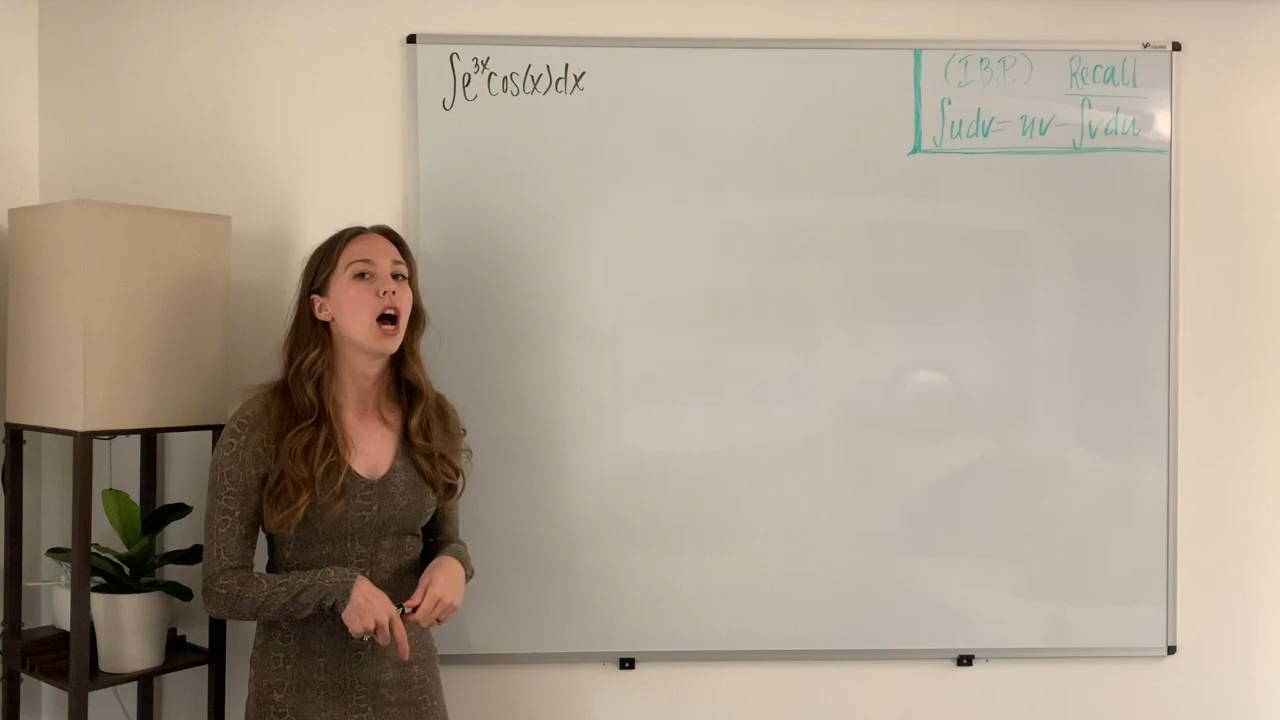 ∫e^{3x}cos(x)dx
(I.B.P.) Recall
∫udv = uv - ∫vdu